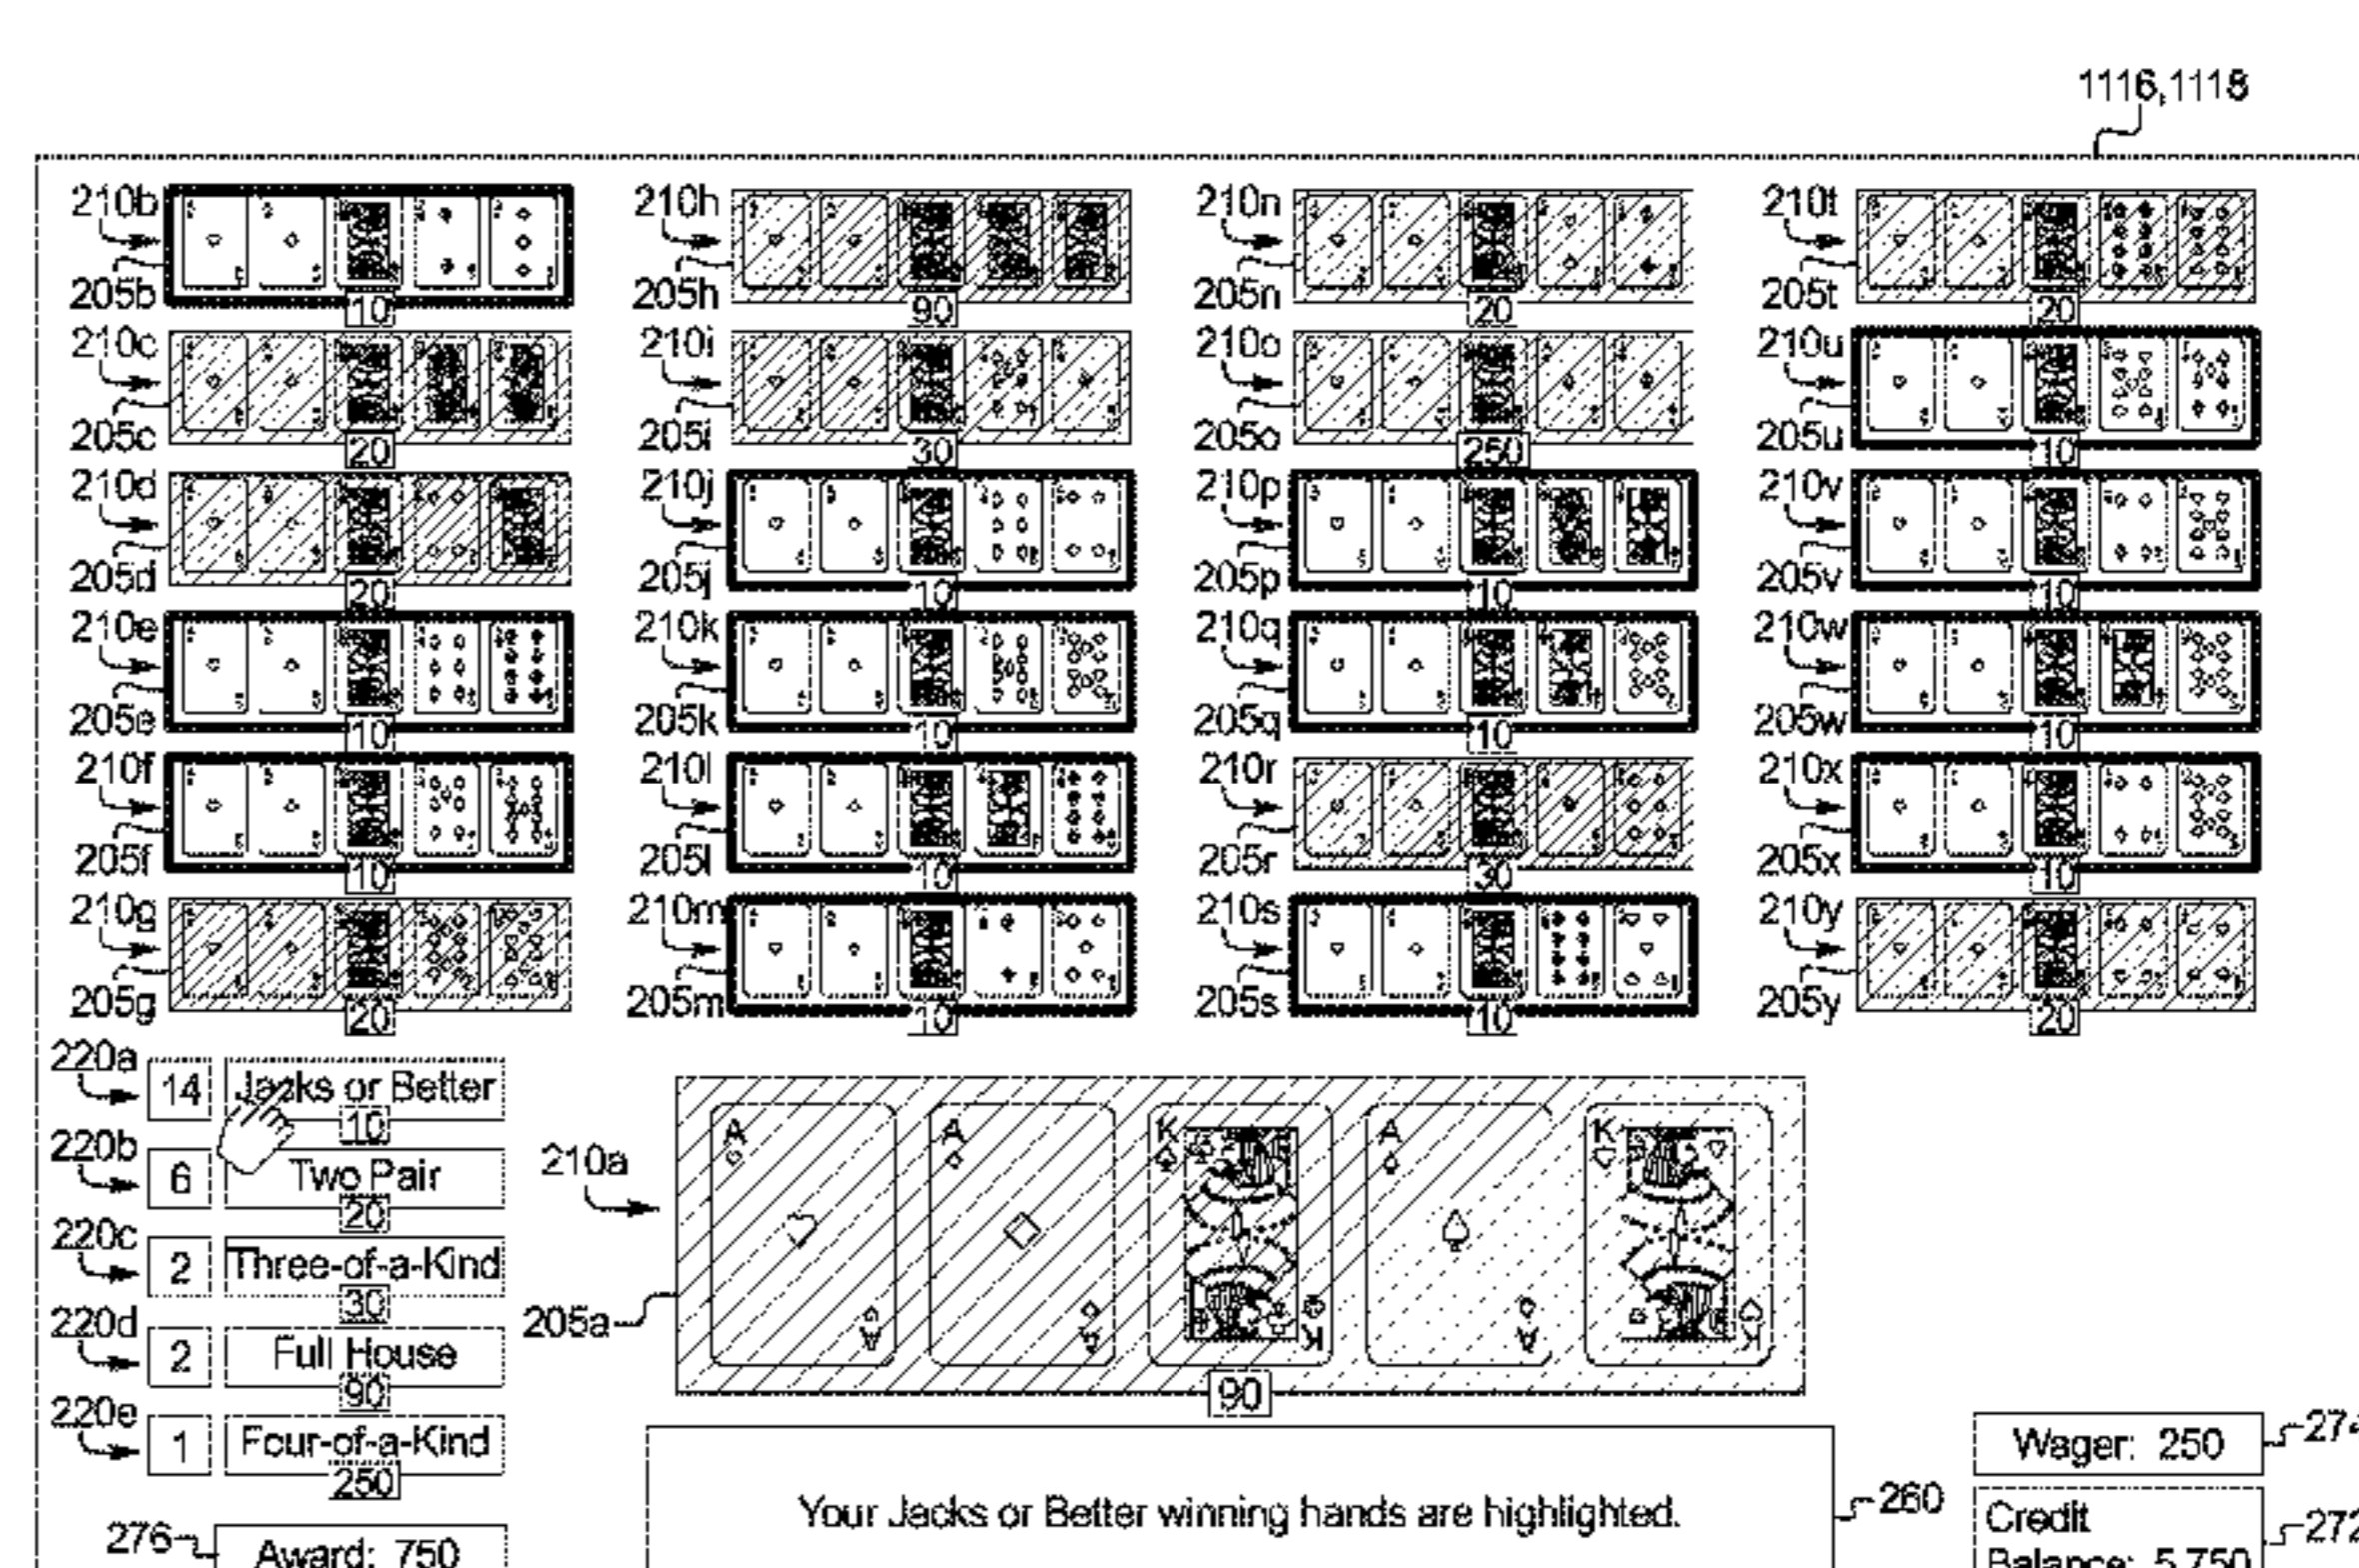 1116,1118
210b 210h 210n 210t
205b 205h 205n 205t
10 90 20 20
210c 210i 210o 210u
205c 205i 205o 205u
20 30 250 10
210d 210j 210p 210v
205d 205j 205p 205v
20 10 10 10
210e 210k 210q 210w
205e 205k 205q 205w
10 10 10 10
210f 210l 210r 210x
205f 205l 205r 205x
10 10 30 10
210g 210m 210s 210y
205g 205m 205s 205y
20 10 10 20
220a 14 Jacks or Better
10
220b 6 Two Pair
20
220c 2 Three-of-a-Kind
30
220d 2 Full House
90
220e 1 Four-of-a-Kind
250
276 Award: 750
210a
205a
A A K A K
A A K A K
90
Your Jacks or Better winning hands are highlighted.
260
Wager: 250
Credit
Balance: 5,750
272